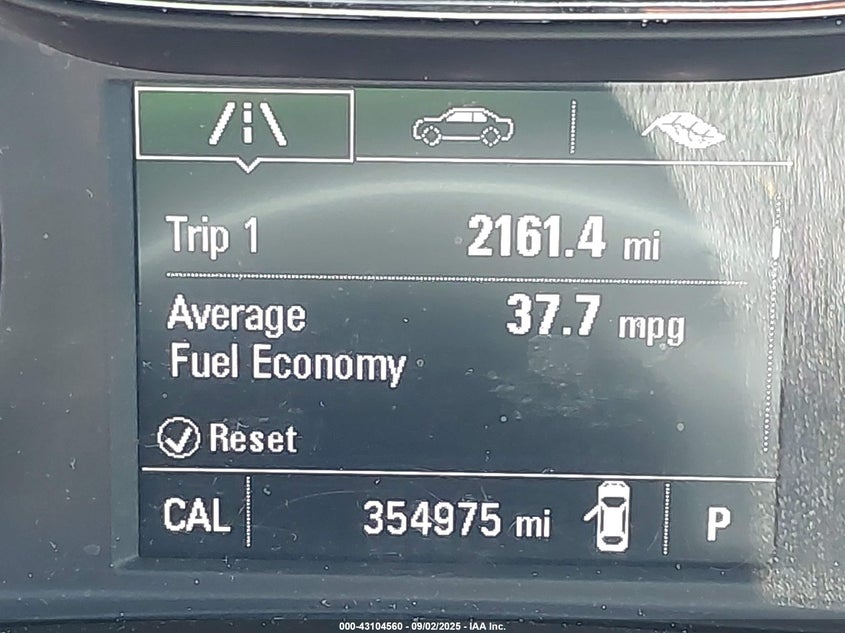 Trip 1 2161.4 mi
Average 37.7 mpg
Fuel Economy
Reset
CAL 354975 mi P
000-43104560 - 09/02/2025 - IAA Inc.